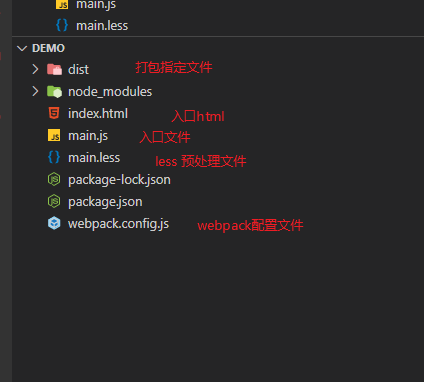 main.js
main.less
DEMO
dist 打包指定文件
node_modules
index.html 入口html
main.js 入口文件
main.less less 预处理文件
package-lock.json
package.json
webpack.config.js webpack配置文件